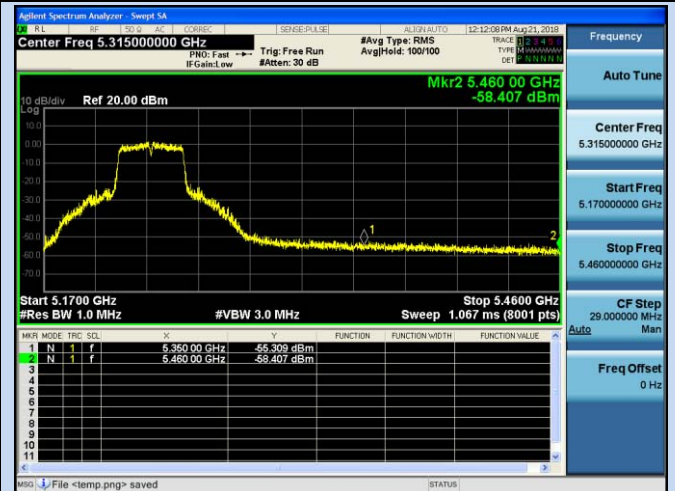 Agilent Spectrum Analyzer - Swept SA
RL RF 50 Ω AC CORREC SENSE:PULSE ALIGN AUTO 12:12:08 PM Aug 21, 2018
Center Freq 5.315000000 GHz
PNO: Fast
IFGain:Low
Trig: Free Run
#Atten: 30 dB
#Avg Type: RMS
Avg|Hold: 100/100
TRACE 1 2 3 4 5 6
TYPE M
DET P N N N N N
Mkr2 5.460 00 GHz
-58.407 dBm
10 dB/div Ref 20.00 dBm
Log
10.0
0.00
-10.0
-20.0
-30.0
-40.0
-50.0
-60.0
-70.0
1
2
Start 5.1700 GHz Stop 5.4600 GHz
#Res BW 1.0 MHz #VBW 3.0 MHz Sweep 1.067 ms (8001 pts)
MKR MODE TRC SCL X Y FUNCTION FUNCTION WIDTH FUNCTION VALUE
1 N 1 f 5.350 00 GHz -55.309 dBm
2 N 1 f 5.460 00 GHz -58.407 dBm
3
4
5
6
7
8
9
10
11
MSG File <temp.png> saved STATUS
Frequency
Auto Tune
Center Freq
5.315000000 GHz
Start Freq
5.170000000 GHz
Stop Freq
5.460000000 GHz
CF Step
29.000000 MHz
Auto Man
Freq Offset
0 Hz